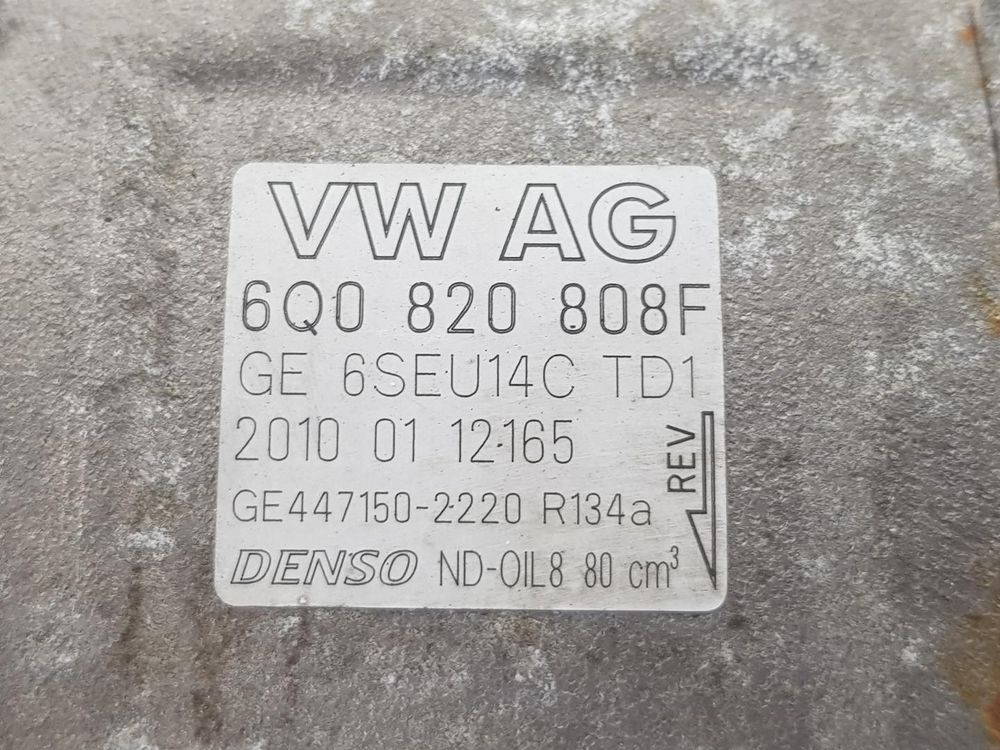 VW AG
6Q0 820 808F
GE 6SEU14C TD1
2010 01 12·165
REV
GE447150-2220 R134a
DENSO ND-OIL8 80 cm³